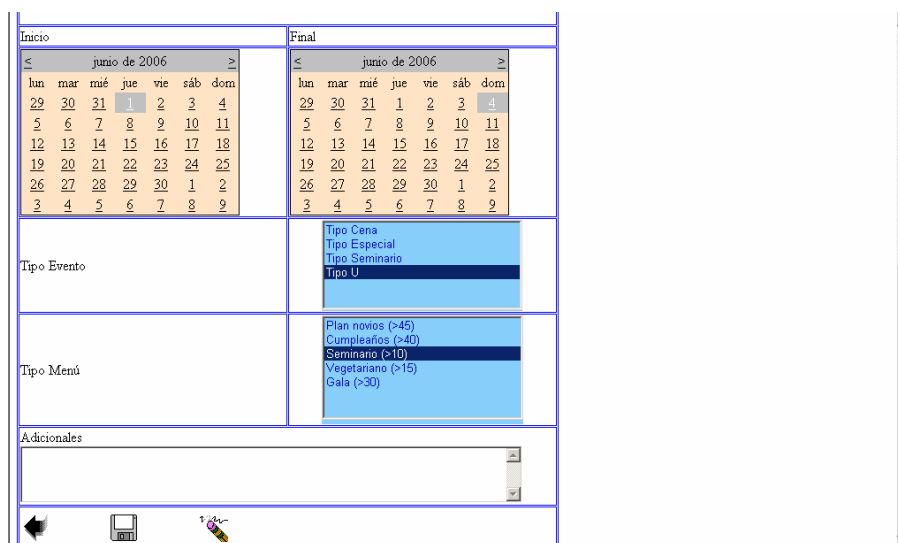 Inicio Final
< junio de 2006 > < junio de 2006 >
lun mar mié jue vie sáb dom lun mar mié jue vie sáb dom
29 30 31 1 2 3 4 29 30 31 1 2 3 4
5 6 7 8 9 10 11 5 6 7 8 9 10 11
12 13 14 15 16 17 18 12 13 14 15 16 17 18
19 20 21 22 23 24 25 19 20 21 22 23 24 25
26 27 28 29 30 1 2 26 27 28 29 30 1 2
3 4 5 6 7 8 9 3 4 5 6 7 8 9
Tipo Evento
Tipo Cena
Tipo Especial
Tipo Seminario
Tipo U
Tipo Menú
Plan novios (>45)
Cumpleaños (>40)
Seminario (>10)
Vegetariano (>15)
Gala (>30)
Adicionales